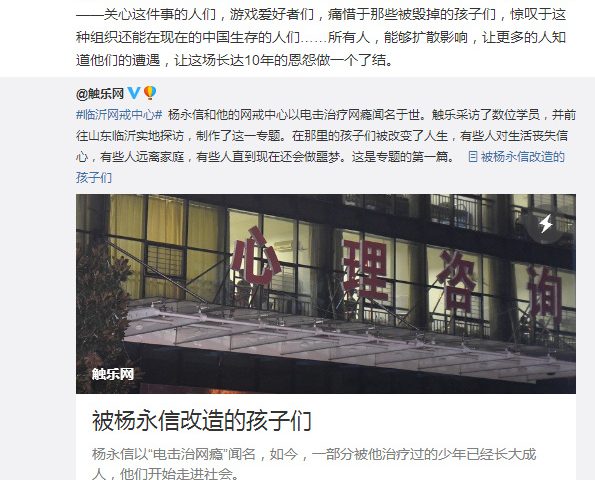 ——关心这件事的人们，游戏爱好者们，痛惜于那些被毁掉的孩子们，惊叹于这
种组织还能在现在的中国生存的人们……所有人，能够扩散影响，让更多的人知
道他们的遭遇，让这场长达10年的恩怨做一个了结。
@触乐网
#临沂网戒中心# 杨永信和他的网戒中心以电击治疗网瘾闻名于世。触乐采访了数位学员，并前
往山东临沂实地探访，制作了这一专题。在那里的孩子们被改变了人生，有些人对生活丧失信
心，有些人远离家庭，有些人直到现在还会做噩梦。这是专题的第一篇。 被杨永信改造的
孩子们
心理咨询
触乐网
被杨永信改造的孩子们
杨永信以“电击治网瘾”闻名，如今，一部分被他治疗过的少年已经长大成
人，他们开始走进社会。